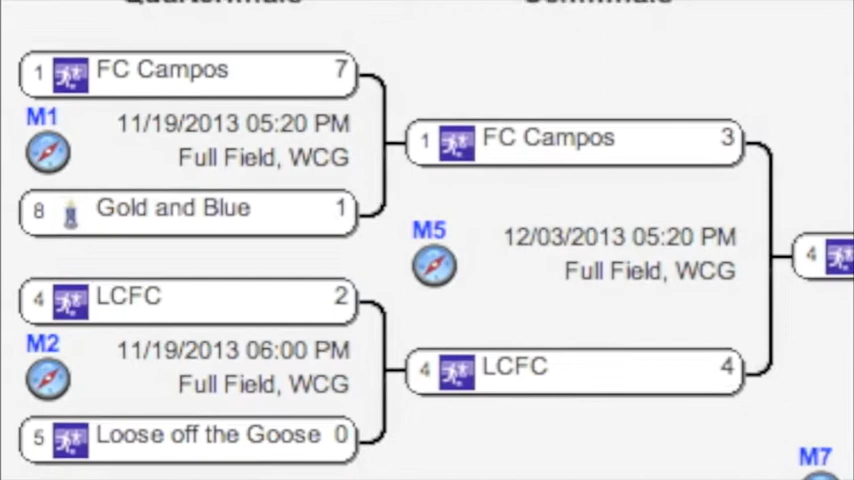 1 FC Campos 7
M1
11/19/2013 05:20 PM
Full Field, WCG
8 Gold and Blue 1
4 LCFC 2
M2
11/19/2013 06:00 PM
Full Field, WCG
5 Loose off the Goose 0
1 FC Campos 3
M5
12/03/2013 05:20 PM
Full Field, WCG
4 LCFC 4
4
M7